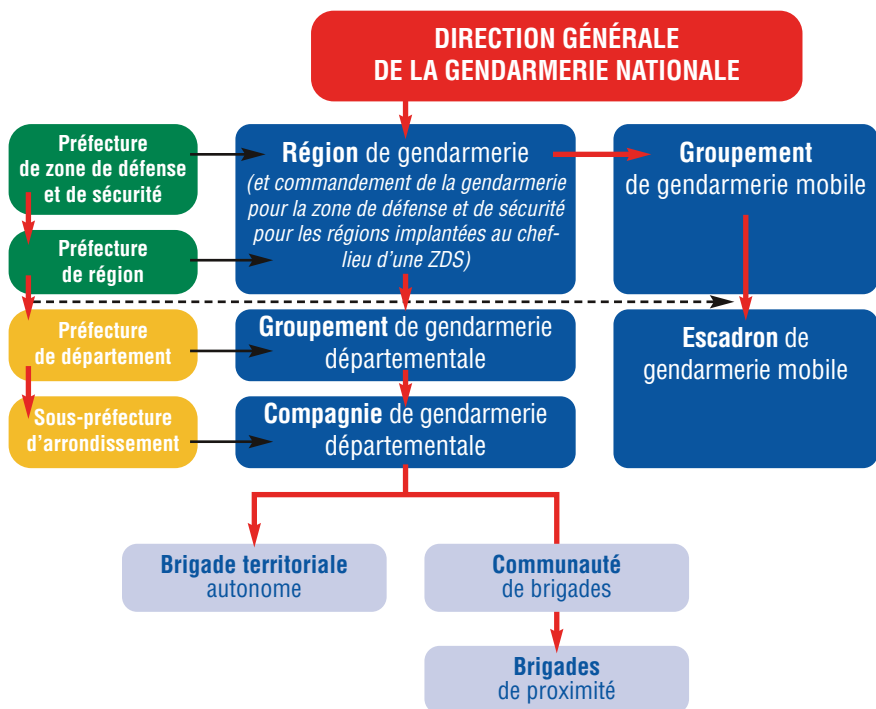 DIRECTION GÉNÉRALE
DE LA GENDARMERIE NATIONALE
Préfecture
de zone de défense
et de sécurité
Région de gendarmerie
(et commandement de la gendarmerie
pour la zone de défense et de sécurité
pour les régions implantées au chef-
lieu d'une ZDS)
Groupement
de gendarmerie mobile
Préfecture
de région
Préfecture
de département
Groupement de gendarmerie
départementale
Escadron de
gendarmerie mobile
Sous-préfecture
d'arrondissement
Compagnie de gendarmerie
départementale
Brigade territoriale
autonome
Communauté
de brigades
Brigades
de proximité